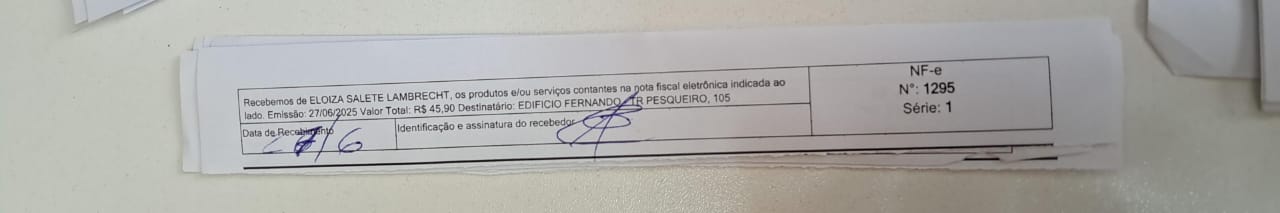 Recebemos de ELOIZA SALETE LAMBRECHT, os produtos e/ou serviços contantes na nota fiscal eletrônica indicada ao
lado. Emissão: 27/06/2025 Valor Total: R$ 45,90 Destinatário: EDIFICIO FERNANDO, TR PESQUEIRO, 105
Data de Recebimento
Identificação e assinatura do recebedor
/6
NF-e
N°: 1295
Série: 1